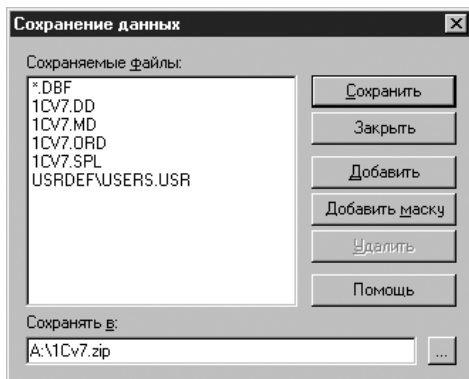 Сохранение данных
Сохраняемые файлы:
*.DBF
1CV7.DD
1CV7.MD
1CV7.ORD
1CV7.SPL
USRDEF\USERS.USR
Сохранить
Закрыть
Добавить
Добавить маску
Удалить
Помощь
Сохранять в:
A:\1Cv7.zip
...